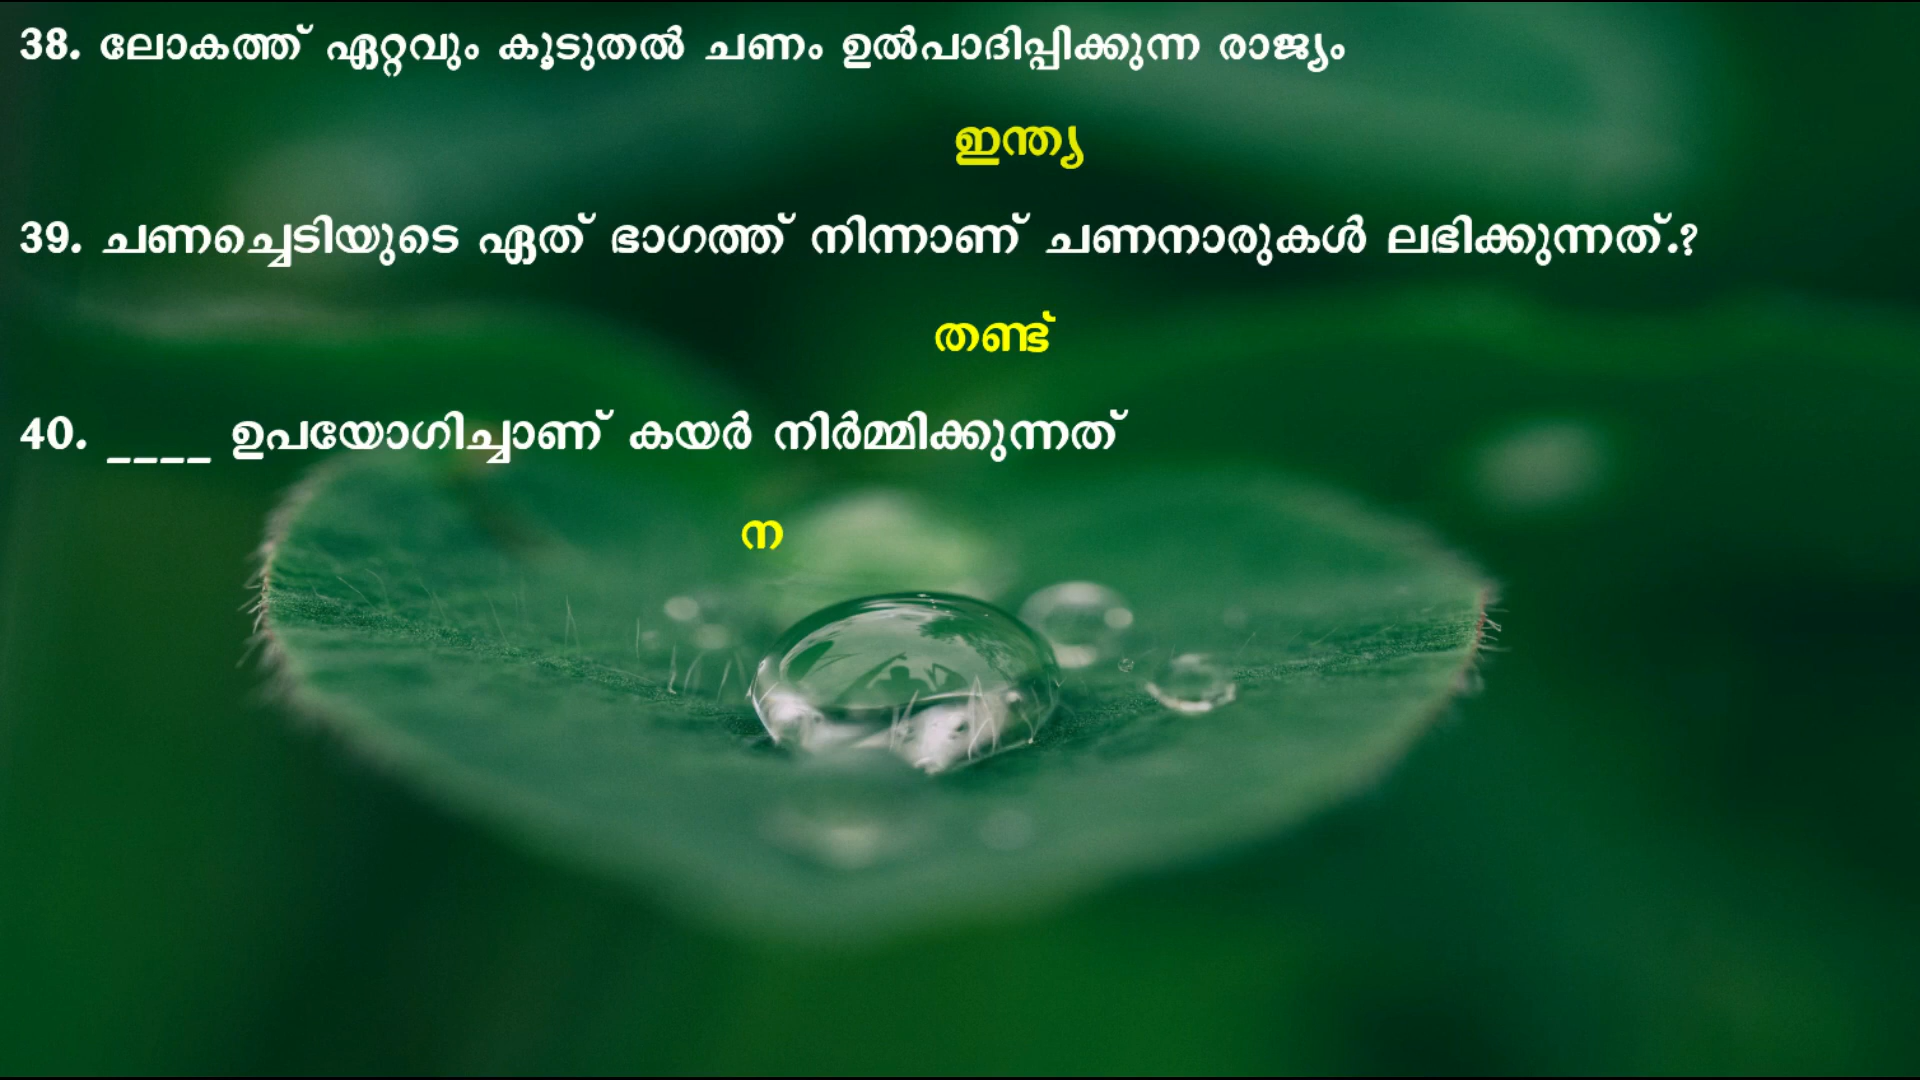 38. ലോകത്ത് ഏറ്റവും കൂടുതൽ ചണം ഉൽപാദിപ്പിക്കുന്ന രാജ്യം
ഇന്ത്യ
39. ചണച്ചെടിയുടെ ഏത് ഭാഗത്ത് നിന്നാണ് ചണനാരുകൾ ലഭിക്കുന്നത്.?
തണ്ട്
40. ____ ഉപയോഗിച്ചാണ് കയർ നിർമ്മിക്കുന്നത്
ന